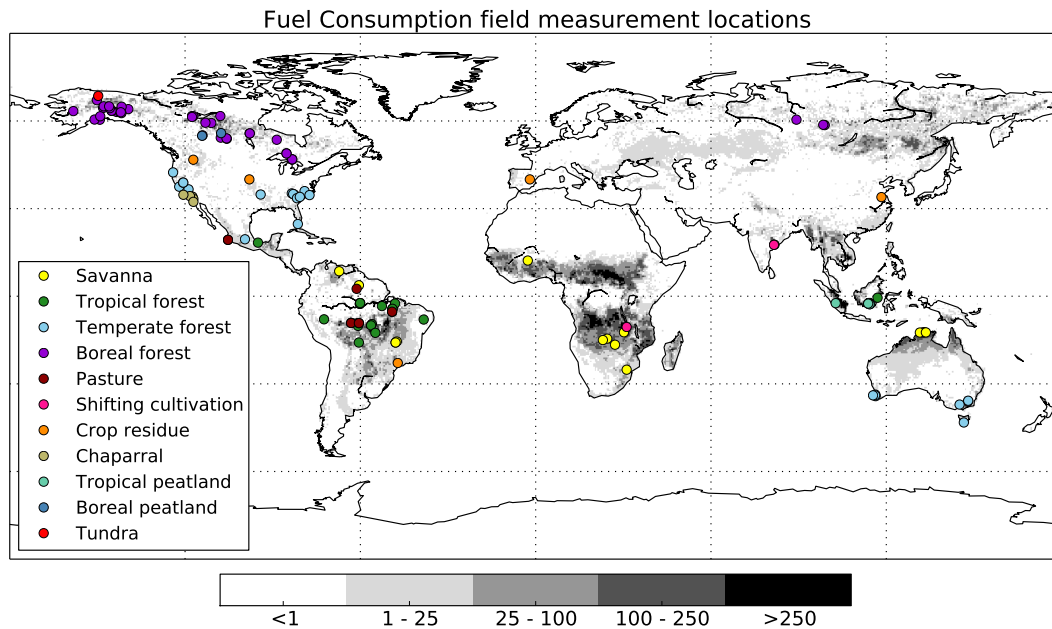 Fuel Consumption field measurement locations
Savanna
Tropical forest
Temperate forest
Boreal forest
Pasture
Shifting cultivation
Crop residue
Chaparral
Tropical peatland
Boreal peatland
Tundra
<1 1 - 25 25 - 100 100 - 250 >250